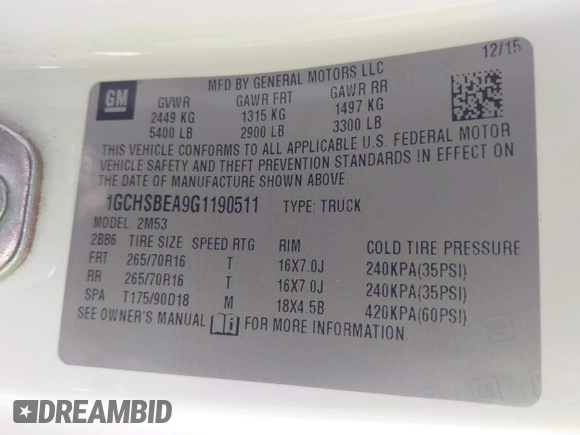 12/15
MFD BY GENERAL MOTORS LLC
GM
GVWR GAWR FRT GAWR RR
2449 KG 1315 KG 1497 KG
5400 LB 2900 LB 3300 LB
THIS VEHICLE CONFORMS TO ALL APPLICABLE U.S. FEDERAL MOTOR
VEHICLE SAFETY AND THEFT PREVENTION STANDARDS IN EFFECT ON
THE DATE OF MANUFACTURE SHOWN ABOVE.
1GCHSBEA9G1190511 TYPE: TRUCK
MODEL: 2M53
2BB6 TIRE SIZE SPEED RTG RIM COLD TIRE PRESSURE
FRT 265/70R16 T 16X7.0J 240KPA(35PSI)
RR 265/70R16 T 16X7.0J 240KPA(35PSI)
SPA T175/90D18 M 18X4.5B 420KPA(60PSI)
SEE OWNER'S MANUAL FOR MORE INFORMATION
DREAMBID